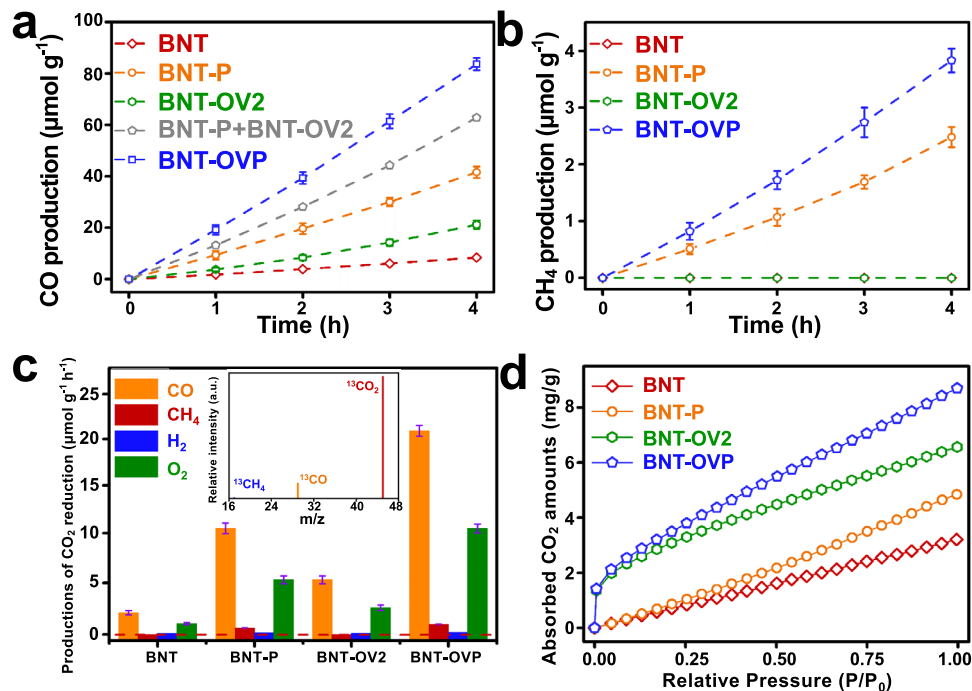 a
CO production (μmol g⁻¹)
100
80
60
40
20
0
BNT
BNT-P
BNT-OV2
BNT-P+BNT-OV2
BNT-OVP
0 1 2 3 4
Time (h)
b
CH₄ production (μmol g⁻¹)
4
3
2
1
0
BNT
BNT-P
BNT-OV2
BNT-OVP
0 1 2 3 4
Time (h)
c
Productions of CO₂ reduction (μmol g⁻¹ h⁻¹)
25
20
15
10
5
0
CO
CH₄
H₂
O₂
Relative intensity (a.u.)
¹³CO₂
¹³CH₄
¹³CO
16 24 32 40 48
m/z
BNT BNT-P BNT-OV2 BNT-OVP
d
Absorbed CO₂ amounts (mg/g)
8
6
4
2
0
BNT
BNT-P
BNT-OV2
BNT-OVP
0.00 0.25 0.50 0.75 1.00
Relative Pressure (P/P₀)